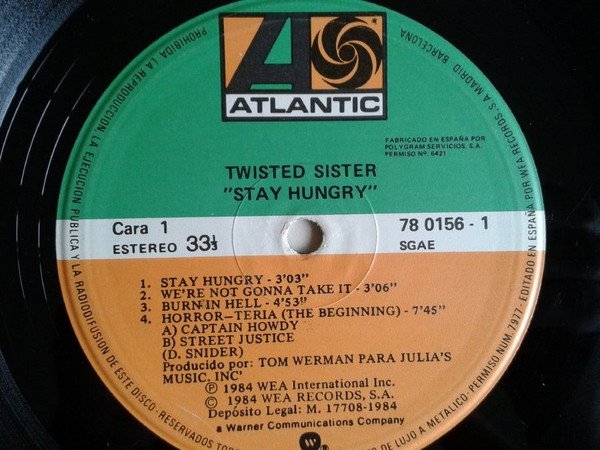 ATLANTIC
FABRICADO EN ESPAÑA POR
POLYGRAM SERVICIOS, S.A.
PERMISO Nº. 6421
TWISTED SISTER
"STAY HUNGRY"
Cara 1
ESTEREO 33⅓
78 0156 - 1
SGAE
1. STAY HUNGRY - 3'03"
2. WE'RE NOT GONNA TAKE IT - 3'06"
3. BURN IN HELL - 4'53"
4. HORROR-TERIA (THE BEGINNING) - 7'45"
A) CAPTAIN HOWDY
B) STREET JUSTICE
(D. SNIDER)
Producido por: TOM WERMAN PARA JULIA'S
MUSIC. INC'
Ⓟ 1984 WEA International Inc.
© 1984 WEA RECORDS, S.A.
Depósito Legal: M. 17708-1984
a Warner Communications Company
PROHIBIDA LA REPRODUCCION, LA EJECUCION PUBLICA Y LA RADIODIFUSION DE ESTE DISCO - RESERVADOS
DE LUJO A METALICO - PERMISO NUM. 7977 - EDITADO EN ESPAÑA POR WEA RECORDS, S.A. MADRID BARCELONA